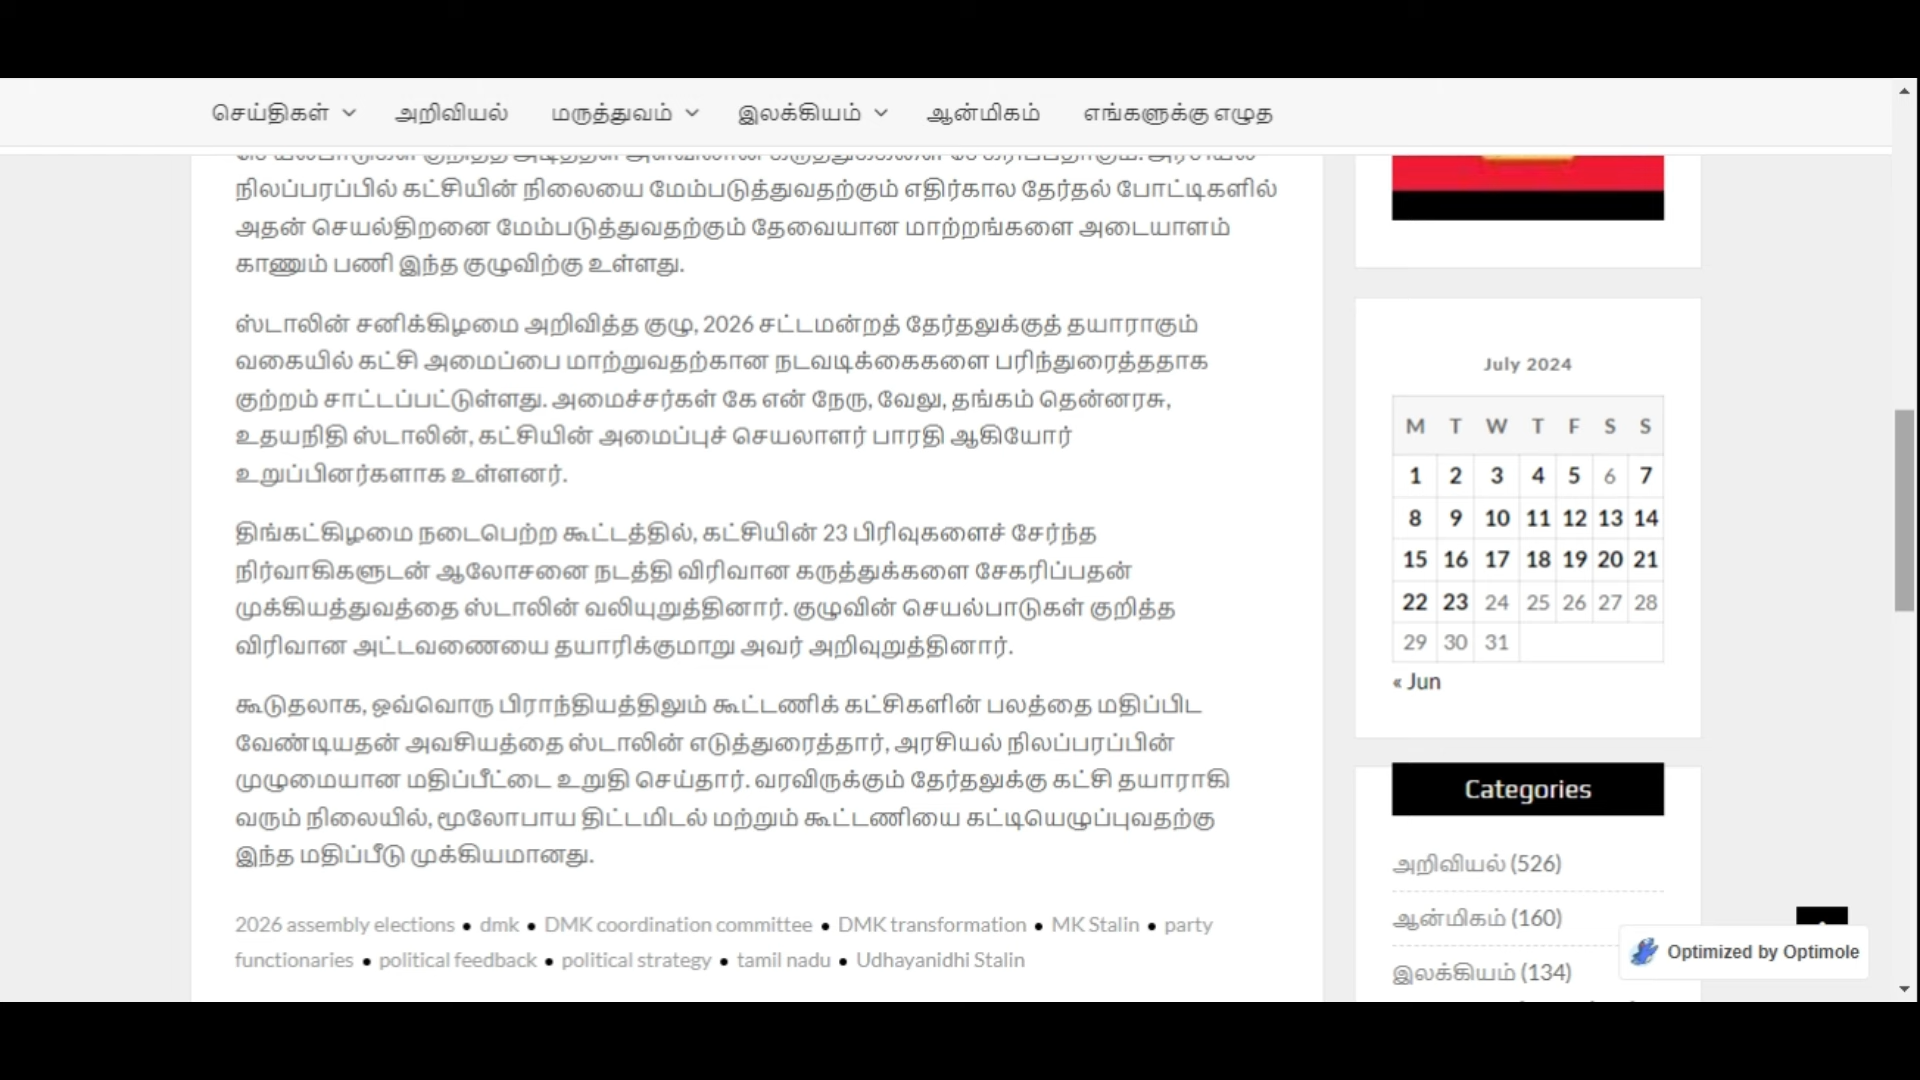 செய்திகள் அறிவியல் மருத்துவம் இலக்கியம் ஆன்மிகம் எங்களுக்கு எழுத
நிலப்பரப்பில் கட்சியின் நிலையை மேம்படுத்துவதற்கும் எதிர்கால தேர்தல் போட்டிகளில்
அதன் செயல்திறனை மேம்படுத்துவதற்கும் தேவையான மாற்றங்களை அடையாளம்
காணும் பணி இந்த குழுவிற்கு உள்ளது.
ஸ்டாலின் சனிக்கிழமை அறிவித்த குழு, 2026 சட்டமன்றத் தேர்தலுக்குத் தயாராகும்
வகையில் கட்சி அமைப்பை மாற்றுவதற்கான நடவடிக்கைகளை பரிந்துரைத்ததாக
குற்றம் சாட்டப்பட்டுள்ளது. அமைச்சர்கள் கே என் நேரு, வேலு, தங்கம் தென்னரசு,
உதயநிதி ஸ்டாலின், கட்சியின் அமைப்புச் செயலாளர் பாரதி ஆகியோர்
உறுப்பினர்களாக உள்ளனர்.
திங்கட்கிழமை நடைபெற்ற கூட்டத்தில், கட்சியின் 23 பிரிவுகளைச் சேர்ந்த
நிர்வாகிகளுடன் ஆலோசனை நடத்தி விரிவான கருத்துக்களை சேகரிப்பதன்
முக்கியத்துவத்தை ஸ்டாலின் வலியுறுத்தினார். குழுவின் செயல்பாடுகள் குறித்த
விரிவான அட்டவணையை தயாரிக்குமாறு அவர் அறிவுறுத்தினார்.
கூடுதலாக, ஒவ்வொரு பிராந்தியத்திலும் கூட்டணிக் கட்சிகளின் பலத்தை மதிப்பிட
வேண்டியதன் அவசியத்தை ஸ்டாலின் எடுத்துரைத்தார், அரசியல் நிலப்பரப்பின்
முழுமையான மதிப்பீட்டை உறுதி செய்தார். வரவிருக்கும் தேர்தலுக்கு கட்சி தயாராகி
வரும் நிலையில், மூலோபாய திட்டமிடல் மற்றும் கூட்டணியை கட்டியெழுப்புவதற்கு
இந்த மதிப்பீடு முக்கியமானது.
2026 assembly elections • dmk • DMK coordination committee • DMK transformation • MK Stalin • party
functionaries • political feedback • political strategy • tamil nadu • Udhayanidhi Stalin
July 2024
M T W T F S S
1 2 3 4 5 6 7
8 9 10 11 12 13 14
15 16 17 18 19 20 21
22 23 24 25 26 27 28
29 30 31
« Jun
Categories
அறிவியல் (526)
ஆன்மிகம் (160)
இலக்கியம் (134)
Optimized by Optimole